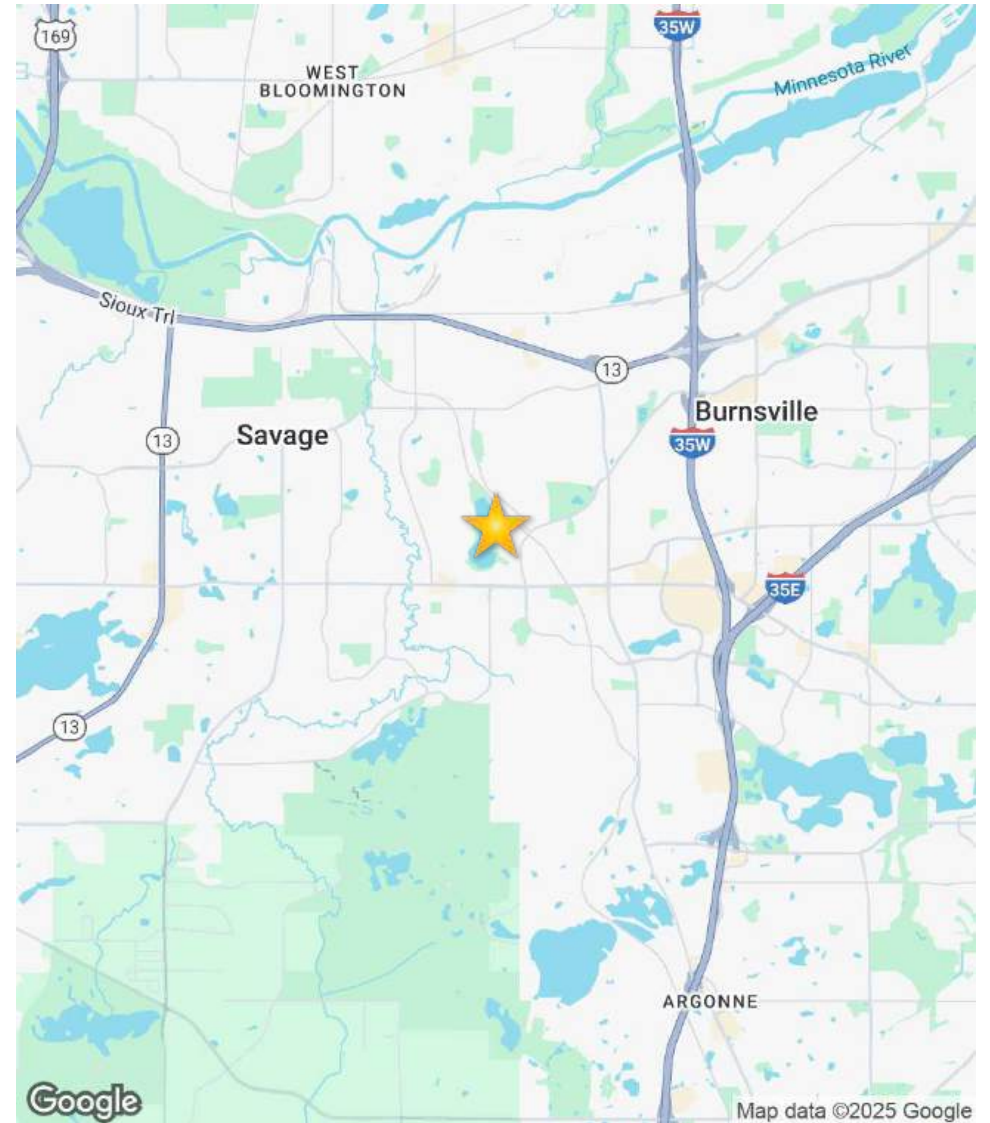 169
35W
WEST
BLOOMINGTON
Minnesota River
Sioux Trl
13
Burnsville
13
Savage
35W
35E
13
ARGONNE
Google
Map data ©2025 Google